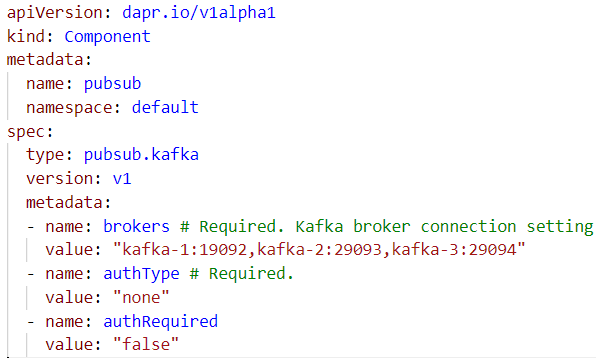 apiVersion: dapr.io/v1alpha1
kind: Component
metadata:
  name: pubsub
  namespace: default
spec:
  type: pubsub.kafka
  version: v1
  metadata:
  - name: brokers # Required. Kafka broker connection setting
    value: "kafka-1:19092,kafka-2:29093,kafka-3:29094"
  - name: authType # Required.
    value: "none"
  - name: authRequired
    value: "false"